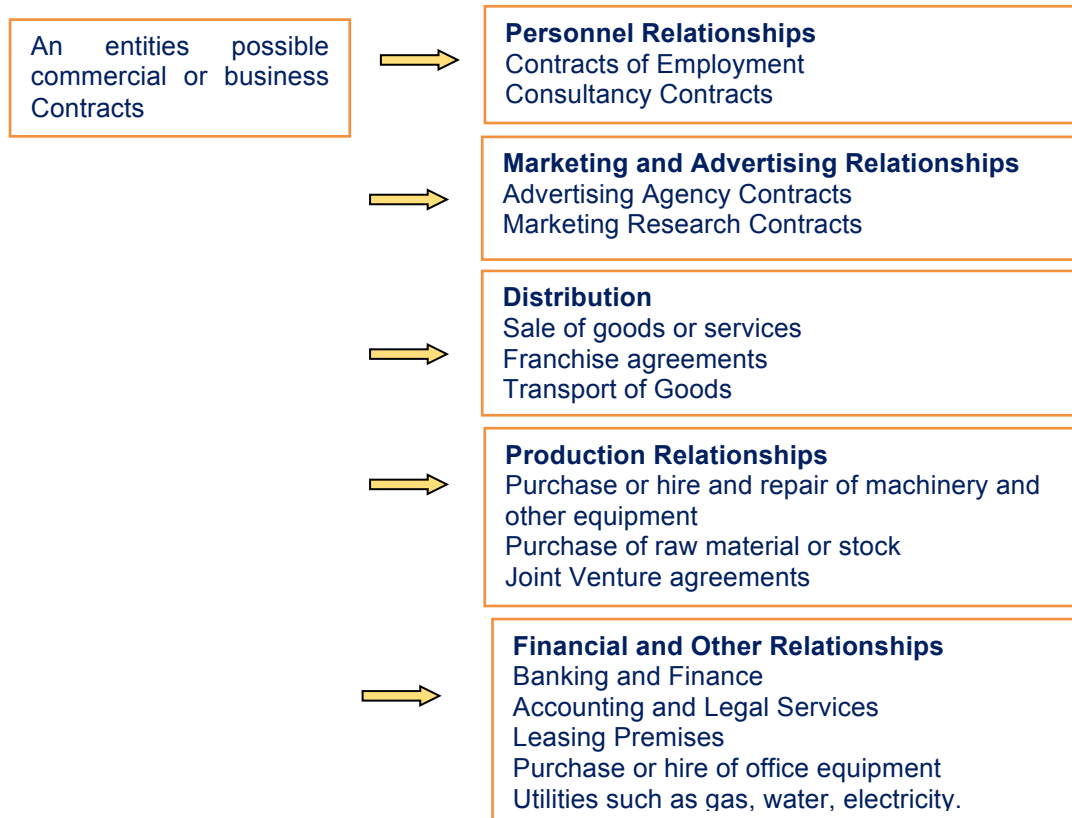 An entities possible
commercial or business
Contracts
Personnel Relationships
Contracts of Employment
Consultancy Contracts
Marketing and Advertising Relationships
Advertising Agency Contracts
Marketing Research Contracts
Distribution
Sale of goods or services
Franchise agreements
Transport of Goods
Production Relationships
Purchase or hire and repair of machinery and
other equipment
Purchase of raw material or stock
Joint Venture agreements
Financial and Other Relationships
Banking and Finance
Accounting and Legal Services
Leasing Premises
Purchase or hire of office equipment
Utilities such as gas, water, electricity.